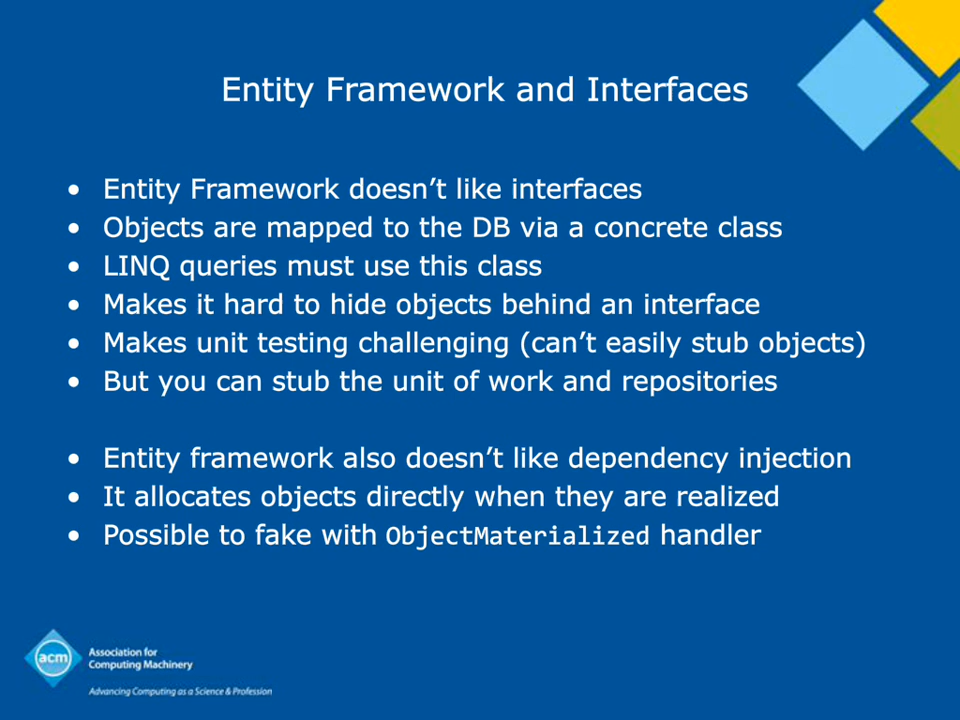 Entity Framework and Interfaces
• Entity Framework doesn’t like interfaces
• Objects are mapped to the DB via a concrete class
• LINQ queries must use this class
• Makes it hard to hide objects behind an interface
• Makes unit testing challenging (can’t easily stub objects)
• But you can stub the unit of work and repositories
• Entity framework also doesn’t like dependency injection
• It allocates objects directly when they are realized
• Possible to fake with ObjectMaterialized handler
acm
Association for
Computing Machinery
Advancing Computing as a Science & Profession